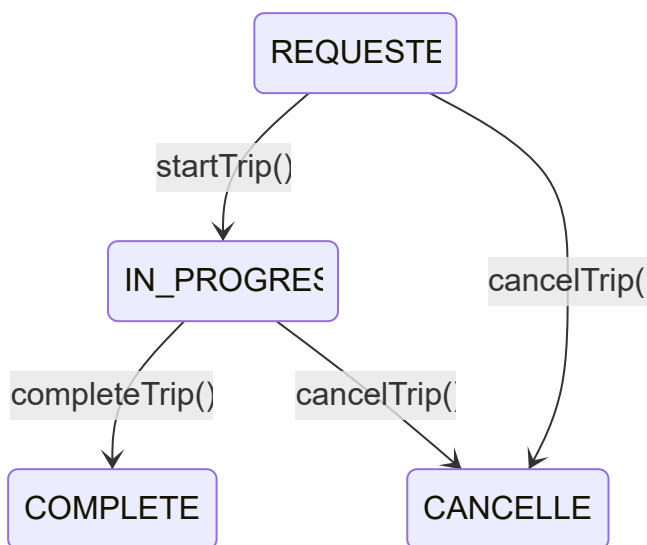 REQUESTE
startTrip()
IN_PROGRES
cancelTrip(
completeTrip()
cancelTrip()
COMPLETE
CANCELLE